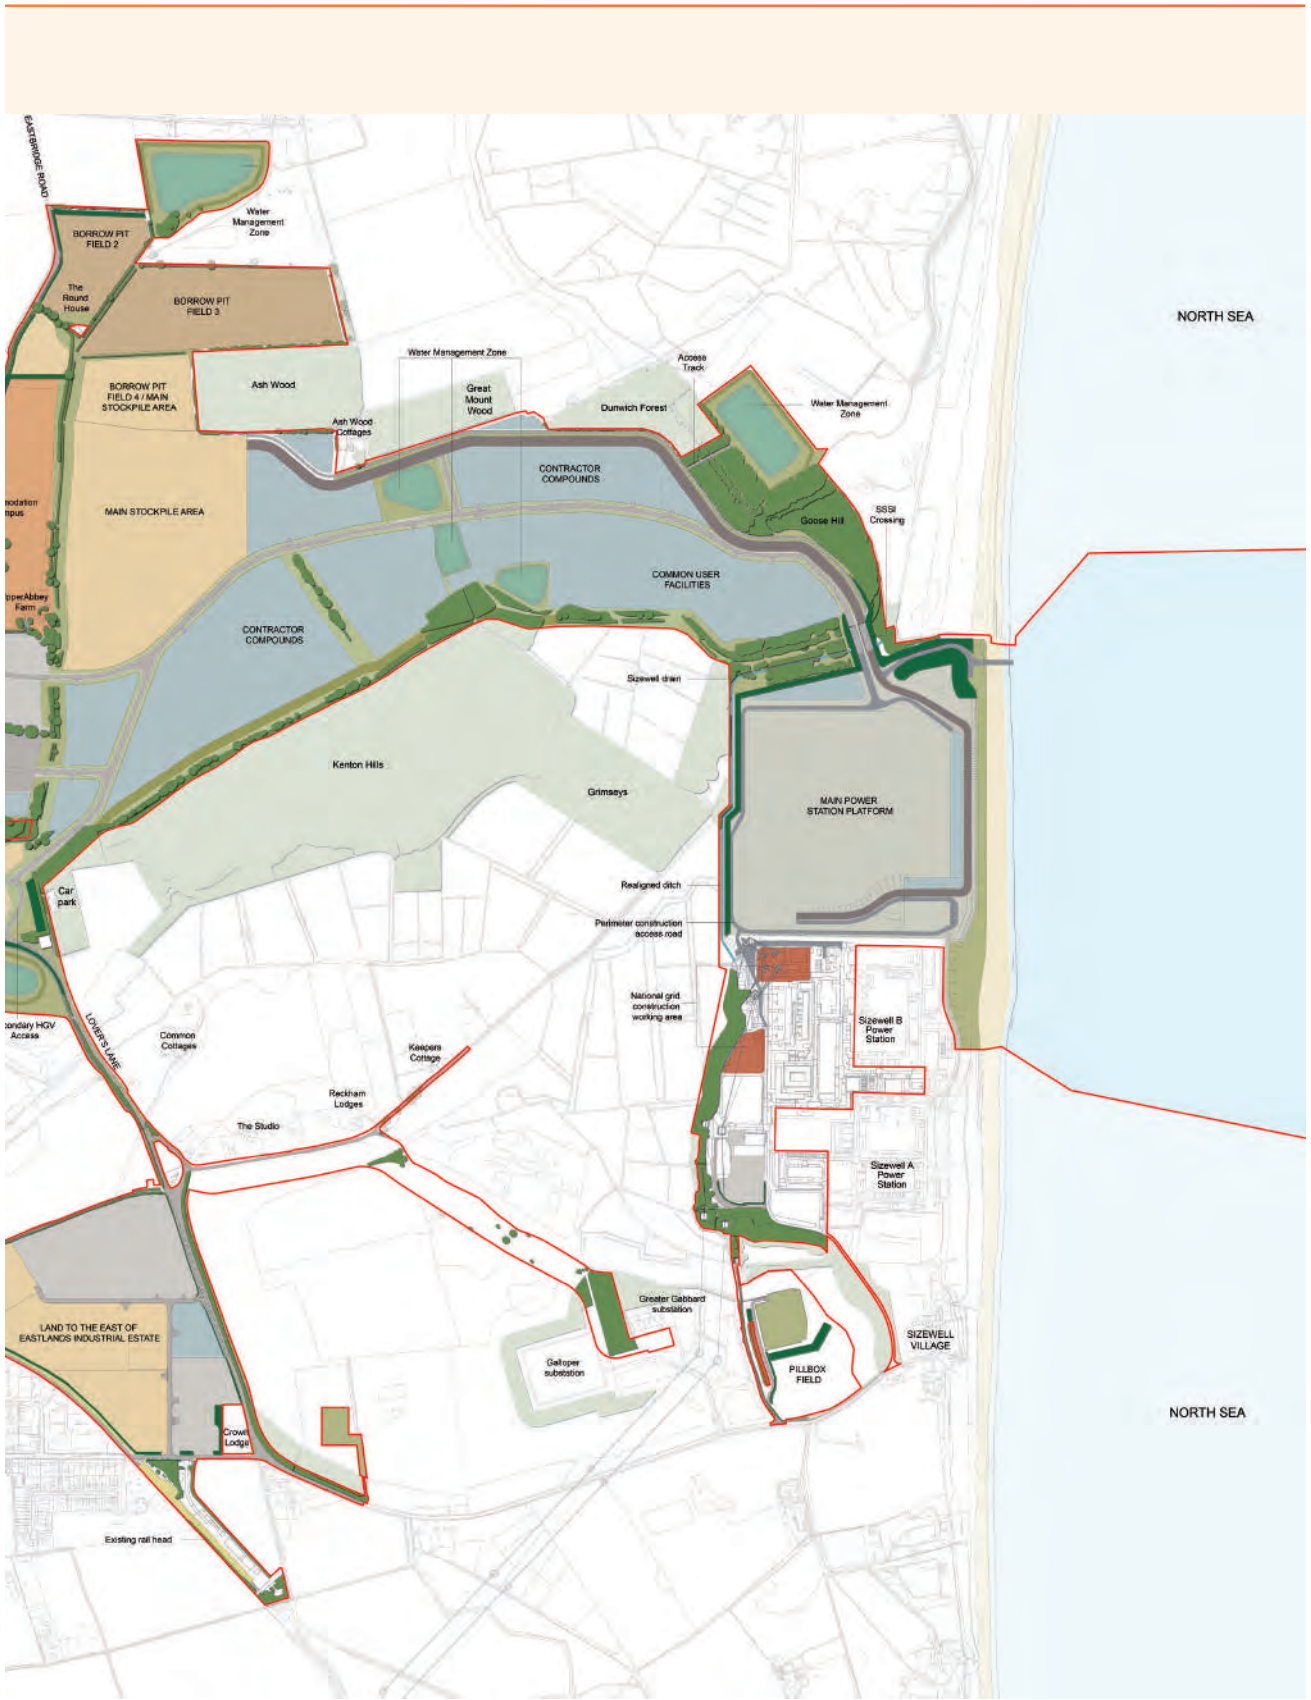 EASTBRIDGE ROAD
Water
Management
Zone
BORROW PIT
FIELD 2
The
Round
House
BORROW PIT
FIELD 3
NORTH SEA
Water Management Zone
Access
Track
BORROW PIT
FIELD 4 / MAIN
STOCKPILE AREA
Ash Wood
Great
Mount
Wood
Dunwich Forest
Water Management
Zone
Ash Wood
Cottages
CONTRACTOR
COMPOUNDS
MAIN STOCKPILE AREA
Goose Hill
SSSI
Crossing
COMMON USER
FACILITIES
Farm
CONTRACTOR
COMPOUNDS
Sizewell drain
Kenton Hills
Grimseys
MAIN POWER
STATION PLATFORM
Car
park
Realigned ditch
Perimeter construction
access road
National grid
construction
working area
Sizewell B
Power
Station
HGV
Access
LOVER'S LANE
Common
Cottages
Keepers
Cottage
Reckham
Lodges
The Studio
Sizewell A
Power
Station
Greater Gabbard
substation
LAND TO THE EAST OF
EASTLANDS INDUSTRIAL ESTATE
SIZEWELL
VILLAGE
Galloper
substation
PILLBOX
FIELD
NORTH SEA
Crown
Lodge
Existing rail head